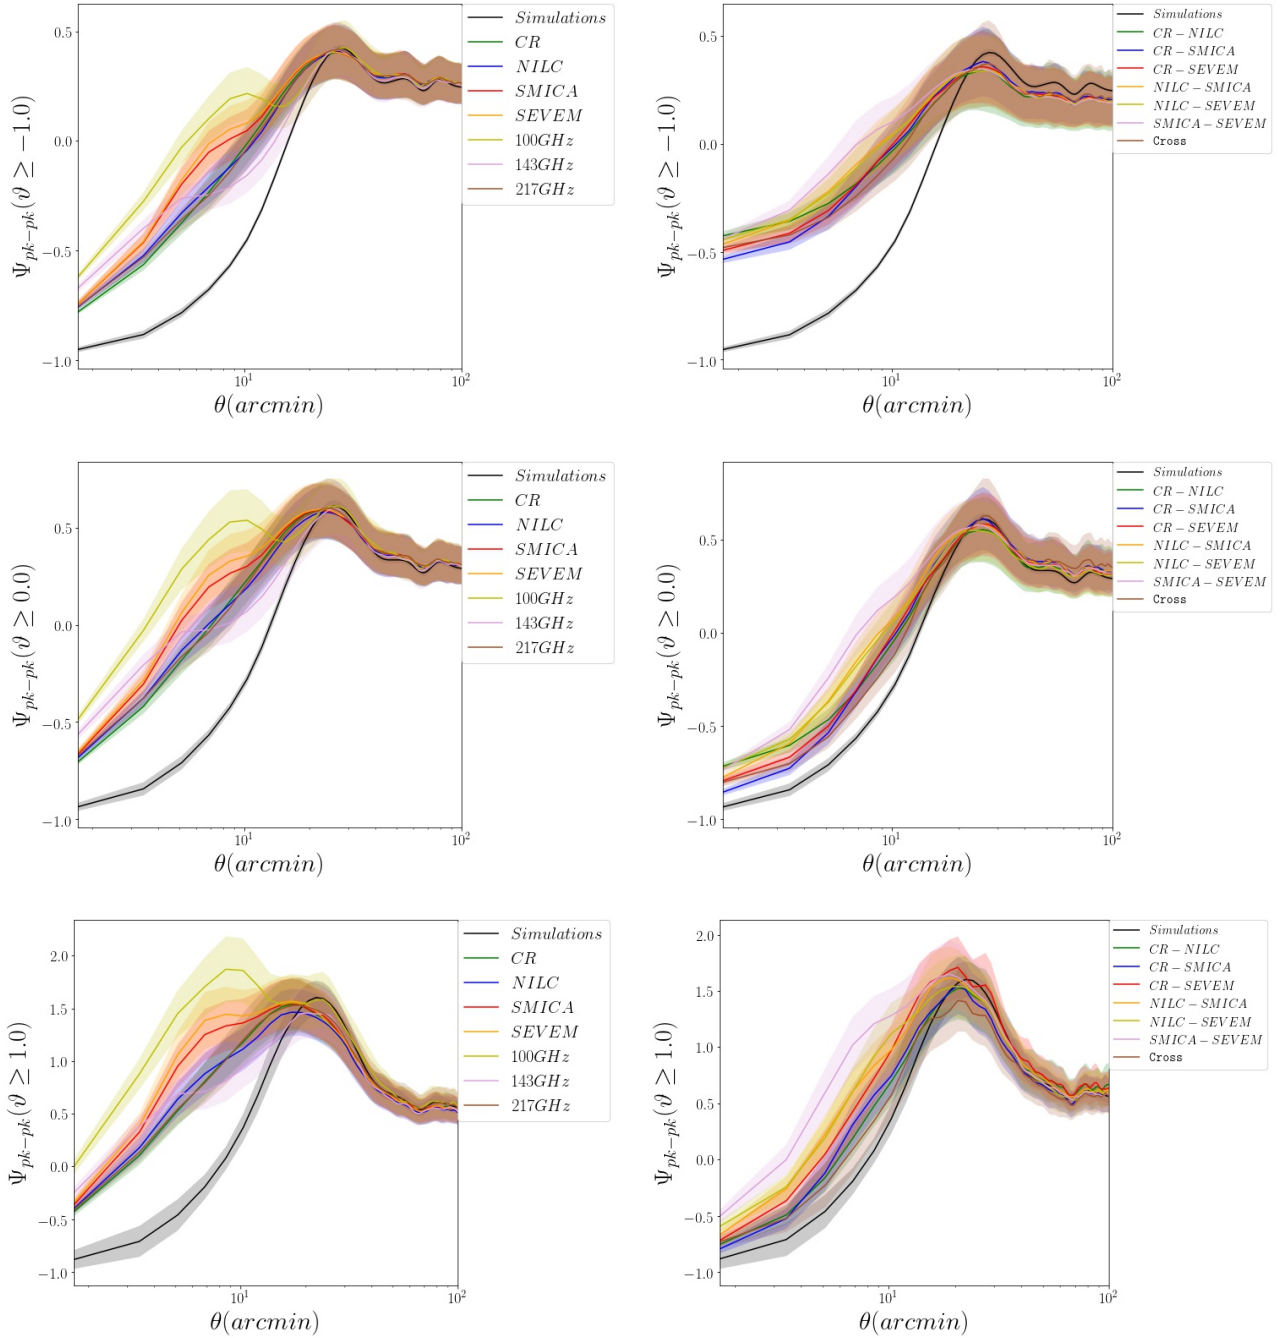 Ψpk−pk(ϑ ≥ −1.0)
0.5
0.0
−0.5
−1.0
10¹
10²
θ(arcmin)
Simulations
CR
NILC
SMICA
SEVEM
100GHz
143GHz
217GHz
Ψpk−pk(ϑ ≥ −1.0)
0.5
0.0
−0.5
−1.0
10¹
10²
θ(arcmin)
Simulations
CR − NILC
CR − SMICA
CR − SEVEM
NILC − SMICA
NILC − SEVEM
SMICA − SEVEM
Cross
Ψpk−pk(ϑ ≥ 0.0)
0.5
0.0
−0.5
−1.0
10¹
10²
θ(arcmin)
Simulations
CR
NILC
SMICA
SEVEM
100GHz
143GHz
217GHz
Ψpk−pk(ϑ ≥ 0.0)
0.5
0.0
−0.5
−1.0
10¹
10²
θ(arcmin)
Simulations
CR − NILC
CR − SMICA
CR − SEVEM
NILC − SMICA
NILC − SEVEM
SMICA − SEVEM
Cross
Ψpk−pk(ϑ ≥ 1.0)
2.0
1.5
1.0
0.5
0.0
−0.5
−1.0
10¹
10²
θ(arcmin)
Simulations
CR
NILC
SMICA
SEVEM
100GHz
143GHz
217GHz
Ψpk−pk(ϑ ≥ 1.0)
2.0
1.5
1.0
0.5
0.0
−0.5
−1.0
10¹
10²
θ(arcmin)
Simulations
CR − NILC
CR − SMICA
CR − SEVEM
NILC − SMICA
NILC − SEVEM
SMICA − SEVEM
Cross